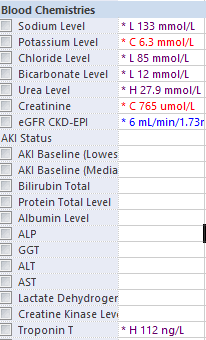 Blood Chemistries
Sodium Level * L 133 mmol/L
Potassium Level * C 6.3 mmol/L
Chloride Level * L 85 mmol/L
Bicarbonate Level * L 12 mmol/L
Urea Level * H 27.9 mmol/L
Creatinine * C 765 umol/L
eGFR CKD-EPI * 6 mL/min/1.73r
AKI Status
AKI Baseline (Lowes
AKI Baseline (Media
Bilirubin Total
Protein Total Level
Albumin Level
ALP
GGT
ALT
AST
Lactate Dehydroger
Creatine Kinase Leve
Troponin T * H 112 ng/L